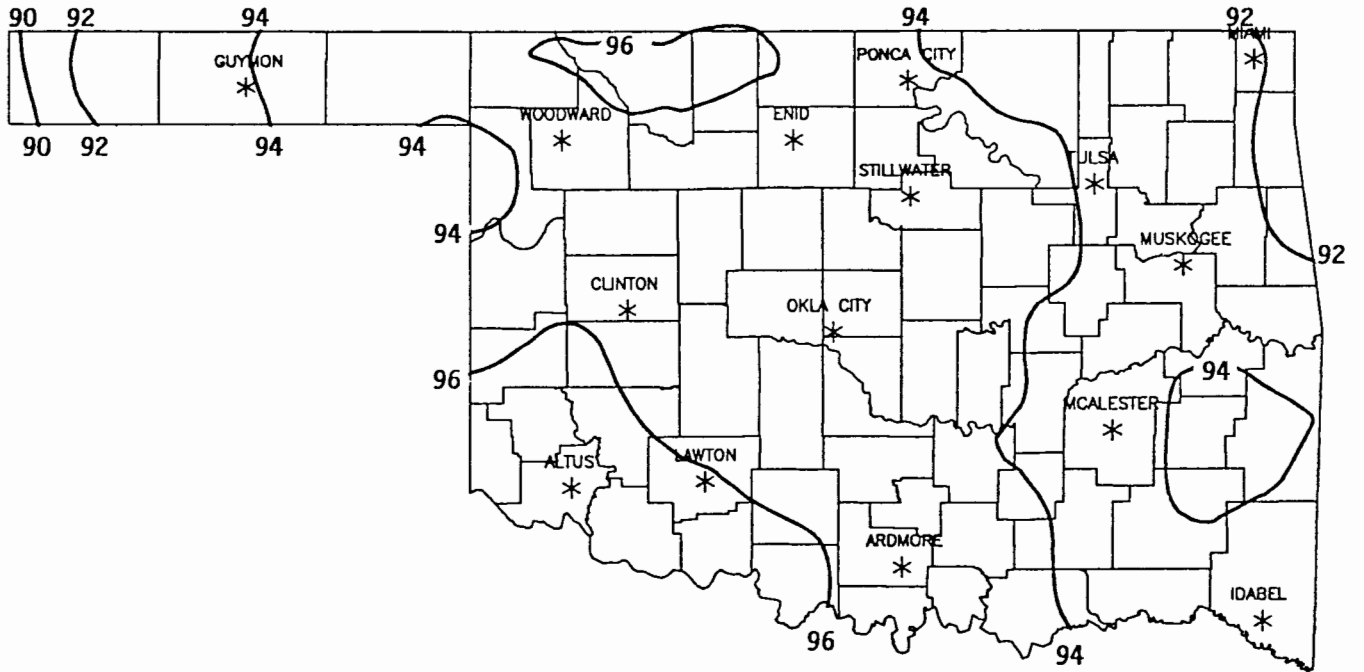 90 92 94 94 92
96
MIAMI
GUYMON
PONCA CITY
WOODWARD ENID
90 92 94 94
TULSA
STILLWATER
94
MUSKOGEE
92
CLINTON
OKLA CITY
96
94
MCALESTER
ALTUS LAWTON
ARDMORE
IDABEL
96
94